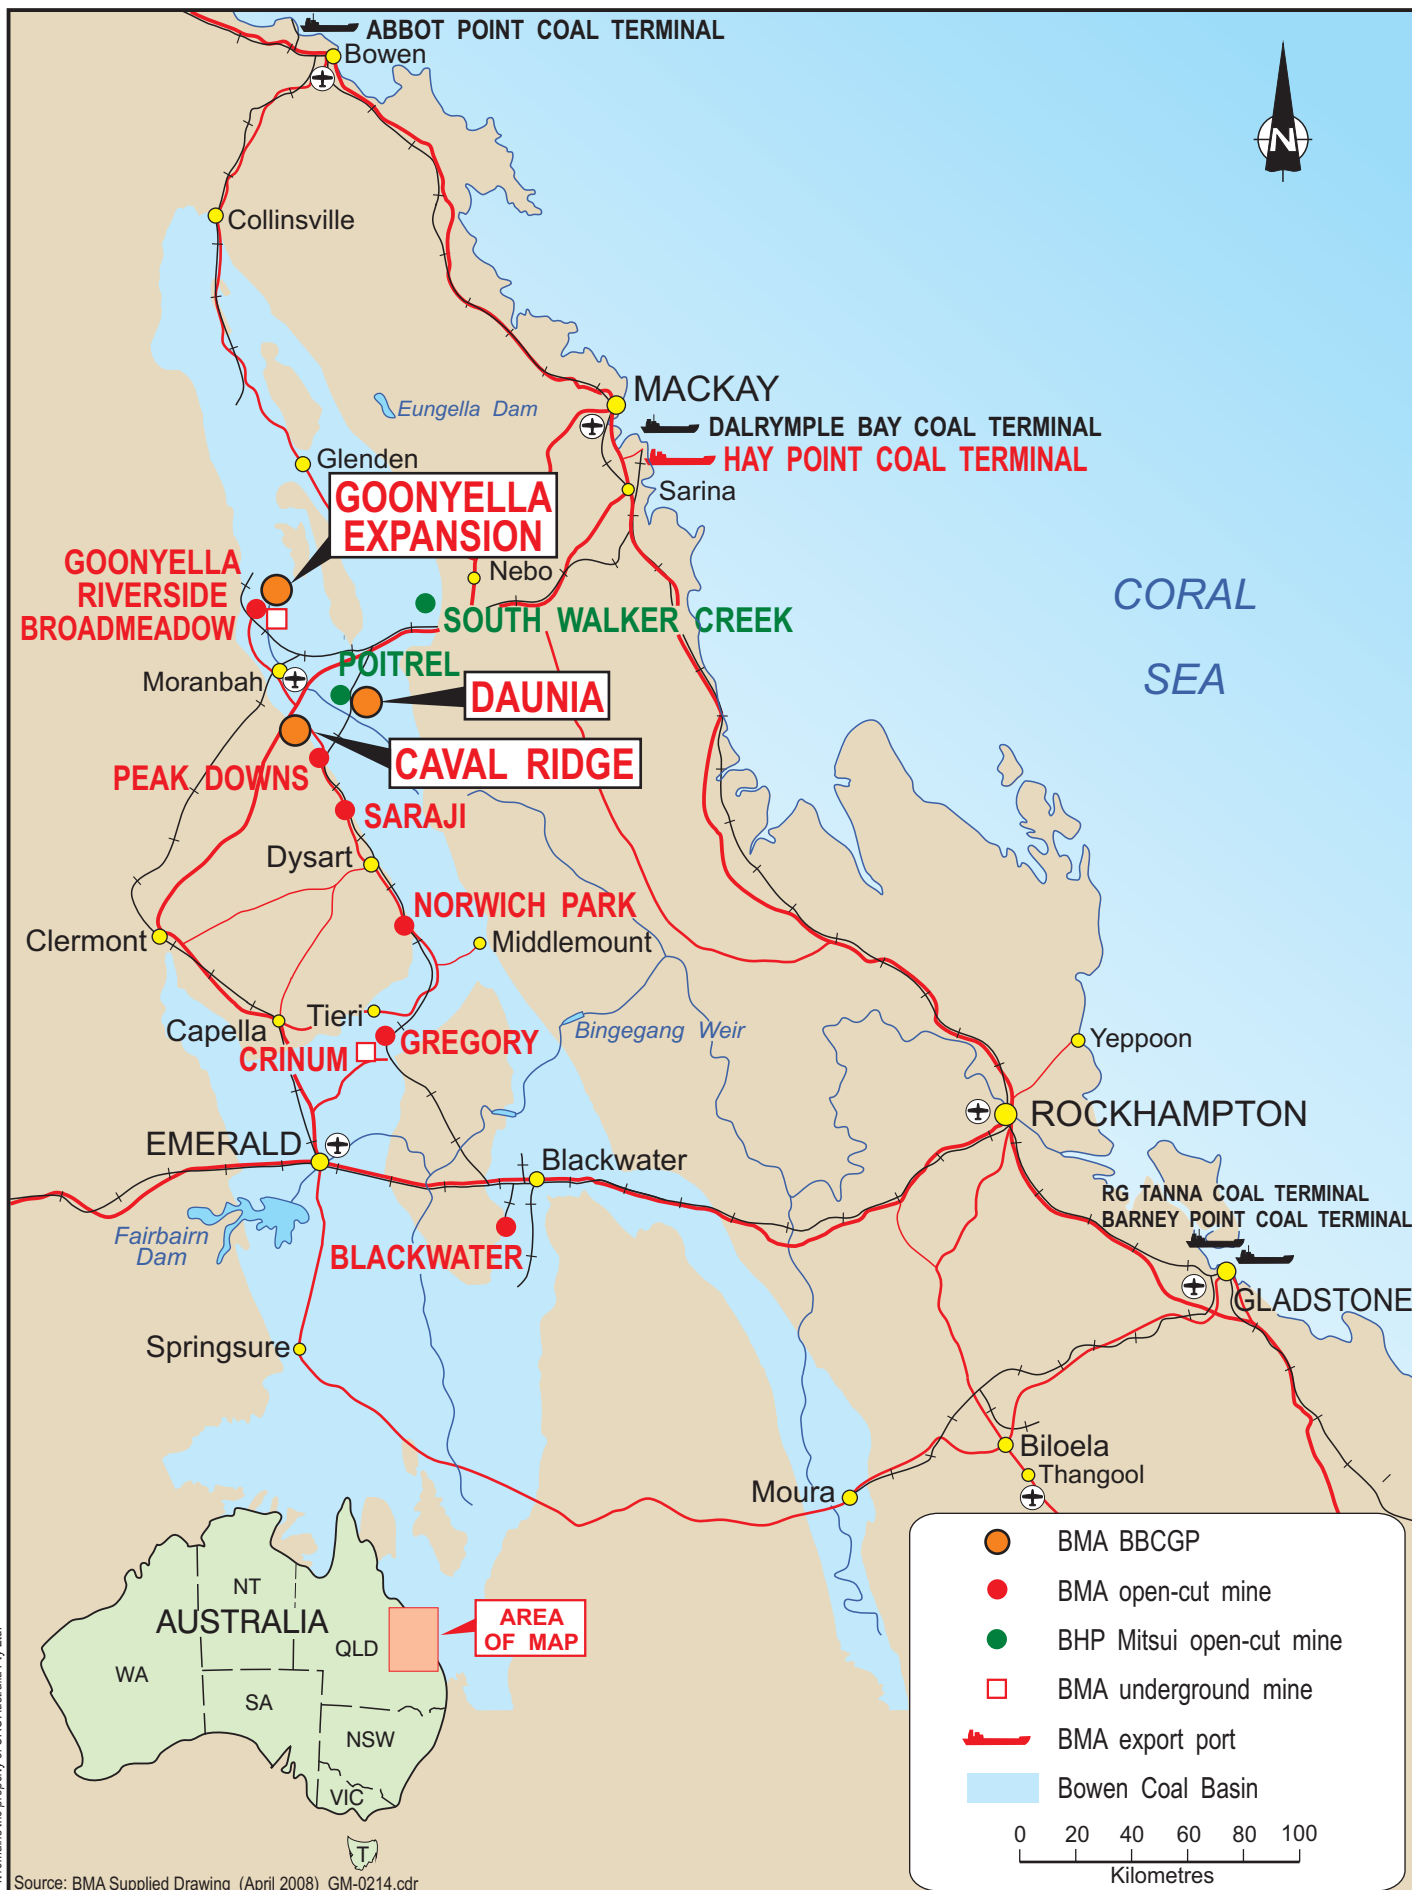 ABBOT POINT COAL TERMINAL
Bowen
N
Collinsville
MACKAY
Eungella Dam
DALRYMPLE BAY COAL TERMINAL
HAY POINT COAL TERMINAL
Glenden
Sarina
GOONYELLA
EXPANSION
GOONYELLA
RIVERSIDE
BROADMEADOW
Nebo
CORAL
SEA
SOUTH WALKER CREEK
POITREL
Moranbah
DAUNIA
CAVAL RIDGE
PEAK DOWNS
SARAJI
Dysart
NORWICH PARK
Clermont
Middlemount
Tieri
Capella
Bingegang Weir
GREGORY
CRINUM
Yeppoon
ROCKHAMPTON
EMERALD
Blackwater
RG TANNA COAL TERMINAL
BARNEY POINT COAL TERMINAL
Fairbairn
Dam
BLACKWATER
GLADSTONE
Springsure
Biloela
Thangool
Moura
BMA BBCGP
BMA open-cut mine
BHP Mitsui open-cut mine
BMA underground mine
BMA export port
Bowen Coal Basin
0 20 40 60 80 100
Kilometres
NT
AUSTRALIA
QLD
WA
SA
NSW
VIC
T
AREA
OF MAP
Source: BMA Supplied Drawing (April 2008) GM-0214.cdr